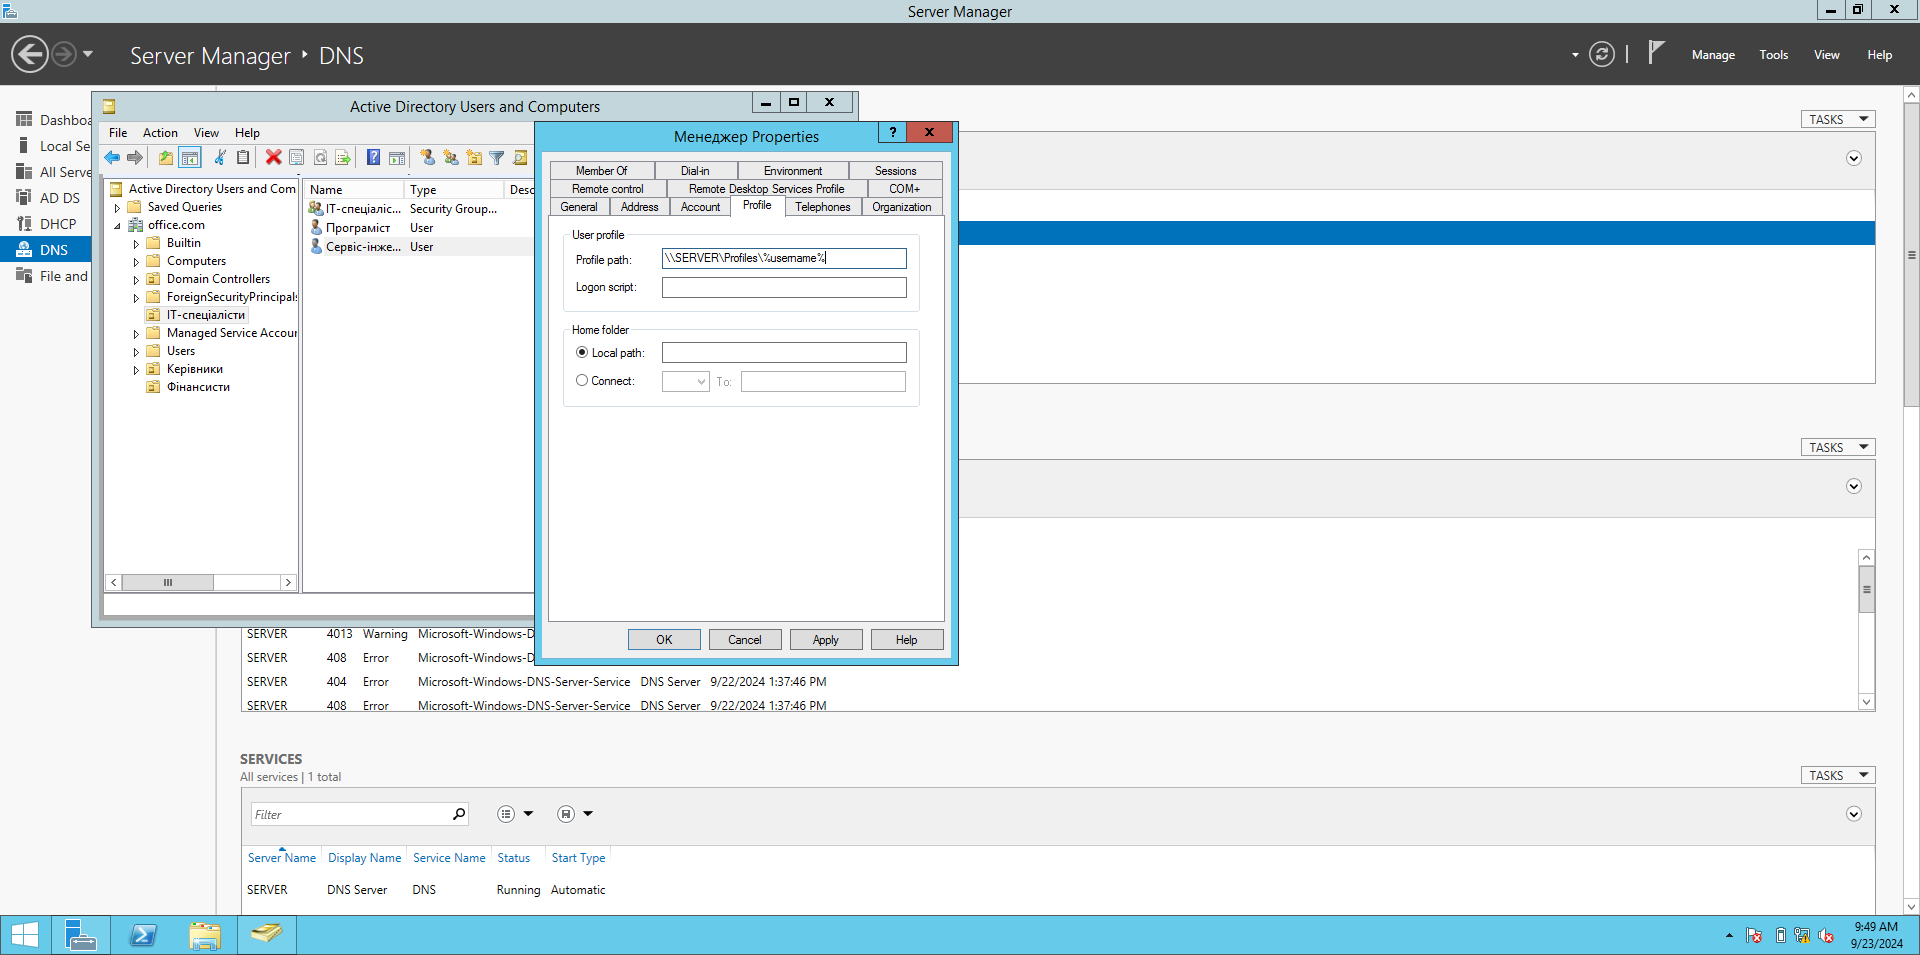 Server Manager
Server Manager DNS
Manage Tools View Help
Dashboa
Local Se
All Serve
AD DS
DHCP
DNS
File and
Active Directory Users and Computers
File Action View Help
Active Directory Users and Com
Saved Queries
office.com
Builtin
Computers
Domain Controllers
ForeignSecurityPrincipals
ІТ-спеціалісти
Managed Service Accour
Users
Керівники
Фінансисти
Name Type Desc
ІТ-спеціаліс... Security Group...
Програміст User
Сервіс-інже... User
Менеджер Properties
Member Of Dial-in Environment Sessions
Remote control Remote Desktop Services Profile COM+
General Address Account Profile Telephones Organization
User profile
Profile path: \\SERVER\Profiles\%username%
Logon script:
Home folder
Local path:
Connect: To:
OK Cancel Apply Help
TASKS
TASKS
SERVER 4013 Warning Microsoft-Windows-D
SERVER 408 Error Microsoft-Windows-D
SERVER 404 Error Microsoft-Windows-DNS-Server-Service DNS Server 9/22/2024 1:37:46 PM
SERVER 408 Error Microsoft-Windows-DNS-Server-Service DNS Server 9/22/2024 1:37:46 PM
SERVICES
All services | 1 total
TASKS
Filter
Server Name Display Name Service Name Status Start Type
SERVER DNS Server DNS Running Automatic
9:49 AM
9/23/2024